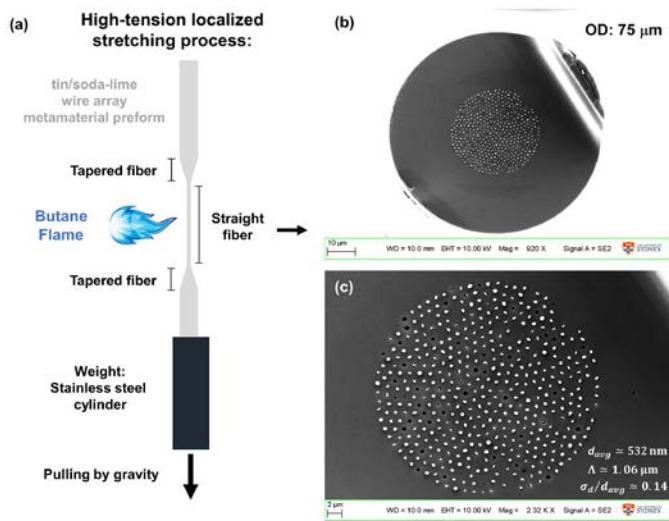 (a)
High-tension localized
stretching process:
tin/soda-lime
wire array
metamaterial preform
Tapered fiber
Butane
Flame
Straight
fiber
Tapered fiber
Weight:
Stainless steel
cylinder
Pulling by gravity
(b)
OD: 75 μm
10 μm
WD = 10.0 mm EHT = 10.00 kV Mag = 920 X Signal A = SE2
SYDNEY
(c)
d_avg ≃ 532 nm
Λ ≃ 1.06 μm
σ_d/d_avg ≃ 0.14
2 μm
WD = 10.0 mm EHT = 10.00 kV Mag = 2.32 K X Signal A = SE2
SYDNEY